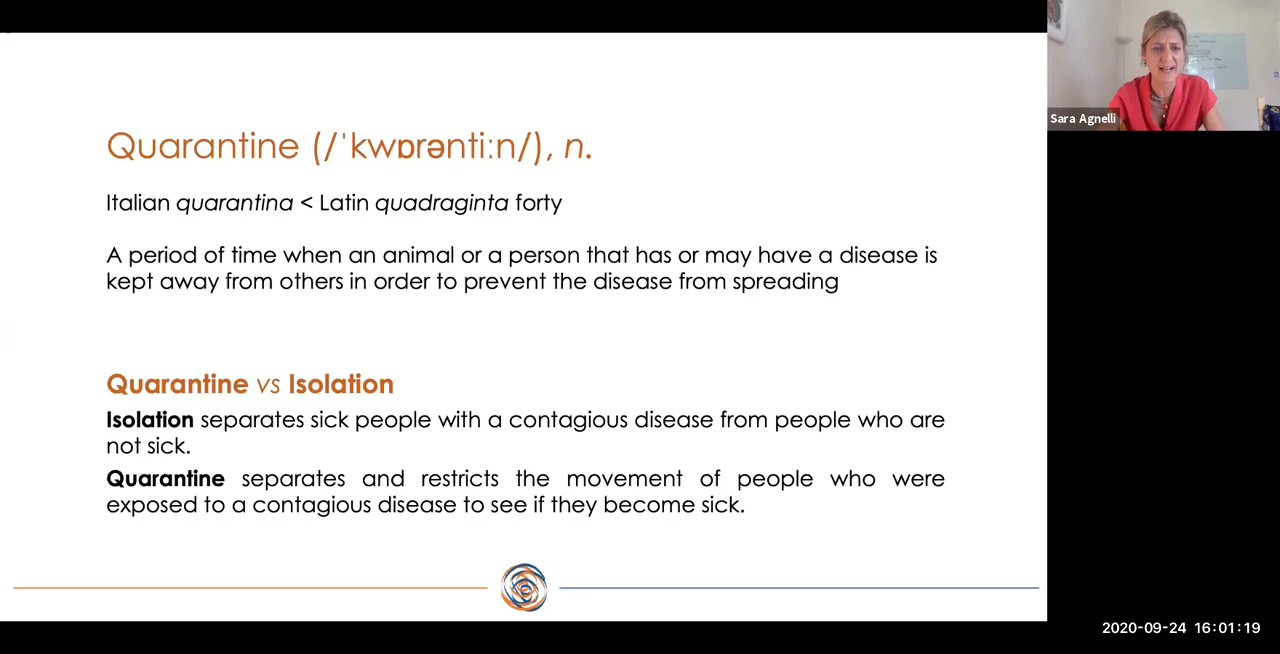 Quarantine (/ˈkwɒrəntiːn/), n.
Italian quarantina < Latin quadraginta forty
A period of time when an animal or a person that has or may have a disease is
kept away from others in order to prevent the disease from spreading
Quarantine vs Isolation
Isolation separates sick people with a contagious disease from people who are
not sick.
Quarantine separates and restricts the movement of people who were
exposed to a contagious disease to see if they become sick.
Sara Agnelli
2020-09-24 16:01:19